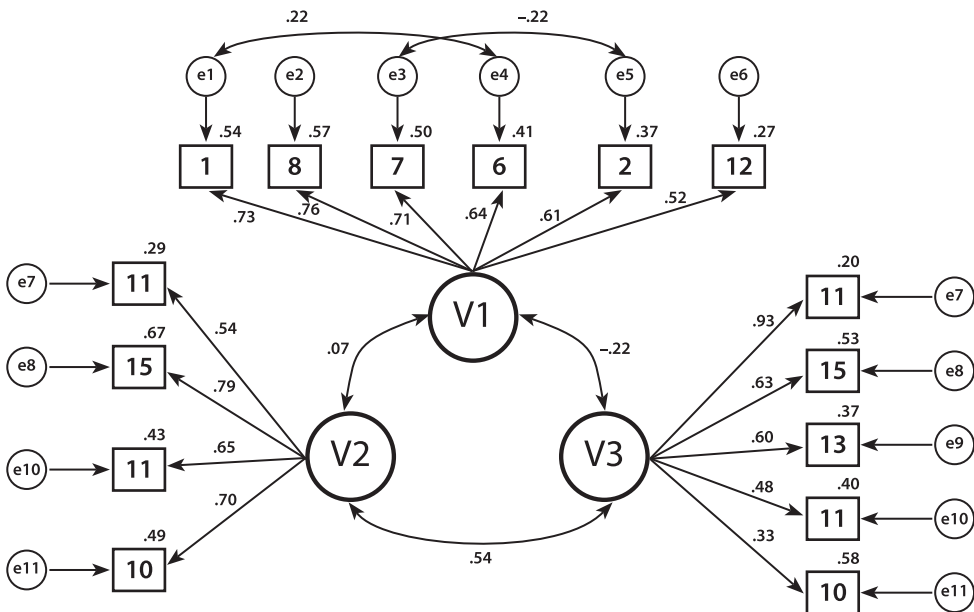 .22 –.22
e1 e2 e3 e4 e5 e6
.54 .57 .50 .41 .37 .27
1 8 7 6 2 12
.73 .76 .71 .64 .61 .52
V1
.07 –.22
.29
e7 11
.54
.67
e8 15
.79
.43
e10 11
.65
.70
.49
e11 10
V2 V3
.54
.20
.93 11 e7
.53
.63 15 e8
.37
.60 13 e9
.40
.48 11 e10
.33
.58
10 e11